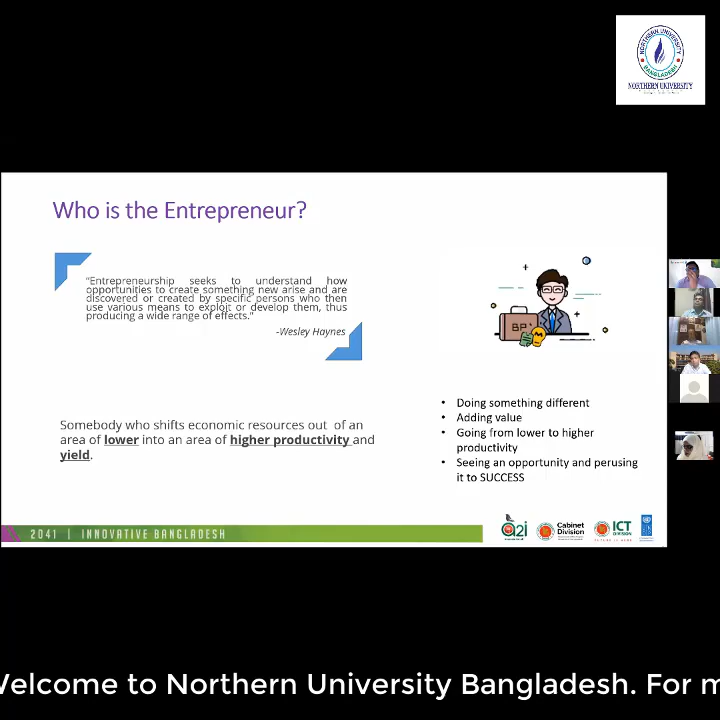 NORTHERN UNIVERSITY
BANGLADESH
NORTHERN UNIVERSITY
Who is the Entrepreneur?
“Entrepreneurship seeks to understand how
opportunities to create something new arise and are
discovered or created by specific persons who then
use various means to exploit or develop them, thus
producing a wide range of effects.”
-Wesley Haynes
Somebody who shifts economic resources out of an
area of lower into an area of higher productivity and
yield.
• Doing something different
• Adding value
• Going from lower to higher
productivity
• Seeing an opportunity and perusing
it to SUCCESS
2041 | INNOVATIVE BANGLADESH
a2i
Cabinet
Division
ICT
DIVISION
Welcome to Northern University Bangladesh. For m